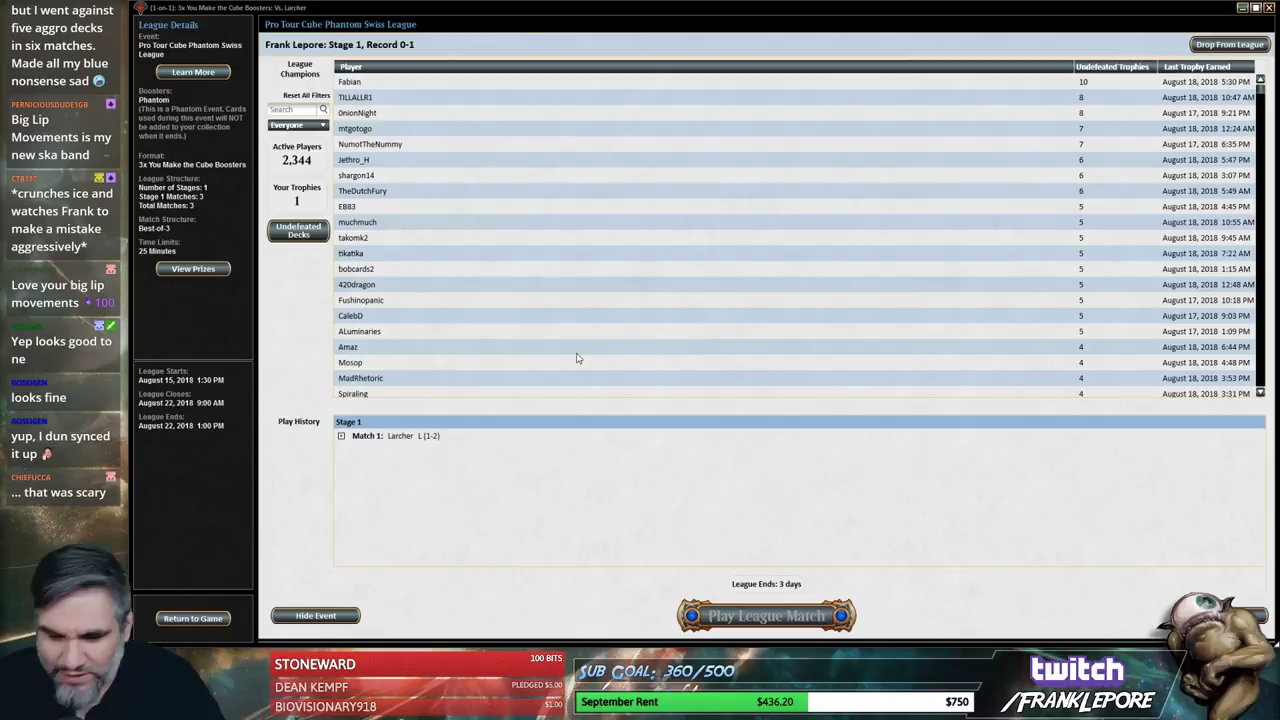 (1-on-1): 3x You Make the Cube Boosters: Vs. Larcher
but I went against
five aggro decks
in six matches.
Made all my blue
nonsense sad
PERNICIOUSDUDE1GB
Big Lip
Movements is my
new ska band
CTB317
*crunches ice and
watches Frank to
make a mistake
aggressively*
Love your big lip
movements 100
Yep looks good to
me
GOSEIGEN
looks fine
GOSEIGEN
yup, I dun synced
it up
CHIEFUCCA
... that was scary
League Details
Event:
Pro Tour Cube Phantom Swiss
League
Learn More
Boosters:
Phantom
(This is a Phantom Event. Cards
used during this event will NOT
be added to your collection
when it ends.)
Format:
3x You Make the Cube Boosters
League Structure:
Number of Stages: 1
Stage 1 Matches: 3
Total Matches: 3
Match Structure:
Best-of-3
Time Limits:
25 Minutes
View Prizes
League Starts:
August 15, 2018 1:30 PM
League Closes:
August 22, 2018 9:00 AM
League Ends:
August 22, 2018 1:00 PM
Return to Game
Pro Tour Cube Phantom Swiss League
Frank Lepore: Stage 1, Record 0-1
Drop From League
League
Champions
Reset All Filters
Search
Everyone
Active Players
2,344
Your Trophies
1
Undefeated
Decks
Player Undefeated Trophies Last Trophy Earned
Fabian 10 August 18, 2018 5:30 PM
TILLALLR1 8 August 18, 2018 10:47 AM
0nionNight 8 August 17, 2018 9:21 PM
mtgotogo 7 August 18, 2018 12:24 AM
NumotTheNummy 7 August 17, 2018 6:35 PM
Jethro_H 6 August 18, 2018 5:47 PM
shargon14 6 August 18, 2018 3:07 PM
TheDutchFury 6 August 18, 2018 5:49 AM
EB83 5 August 18, 2018 4:45 PM
muchmuch 5 August 18, 2018 10:55 AM
takomk2 5 August 18, 2018 9:45 AM
tikatika 5 August 18, 2018 7:22 AM
bobcards2 5 August 18, 2018 1:15 AM
420dragon 5 August 18, 2018 12:48 AM
Fushinopanic 5 August 17, 2018 10:18 PM
CalebD 5 August 17, 2018 9:03 PM
ALuminaries 5 August 17, 2018 1:09 PM
Amaz 4 August 18, 2018 6:44 PM
Mosop 4 August 18, 2018 4:48 PM
MadRhetoric 4 August 18, 2018 3:53 PM
Spiraling 4 August 18, 2018 3:31 PM
Play History
Stage 1
Match 1: Larcher L (1-2)
League Ends: 3 days
Hide Event
Play League Match
STONEWARD 100 BITS
DEAN KEMPF PLEDGED $5.00
BIOVISIONARY918 $1.00
SUB GOAL: 360/500
September Rent $436.20 $750
twitch
/FRANKLEPORE